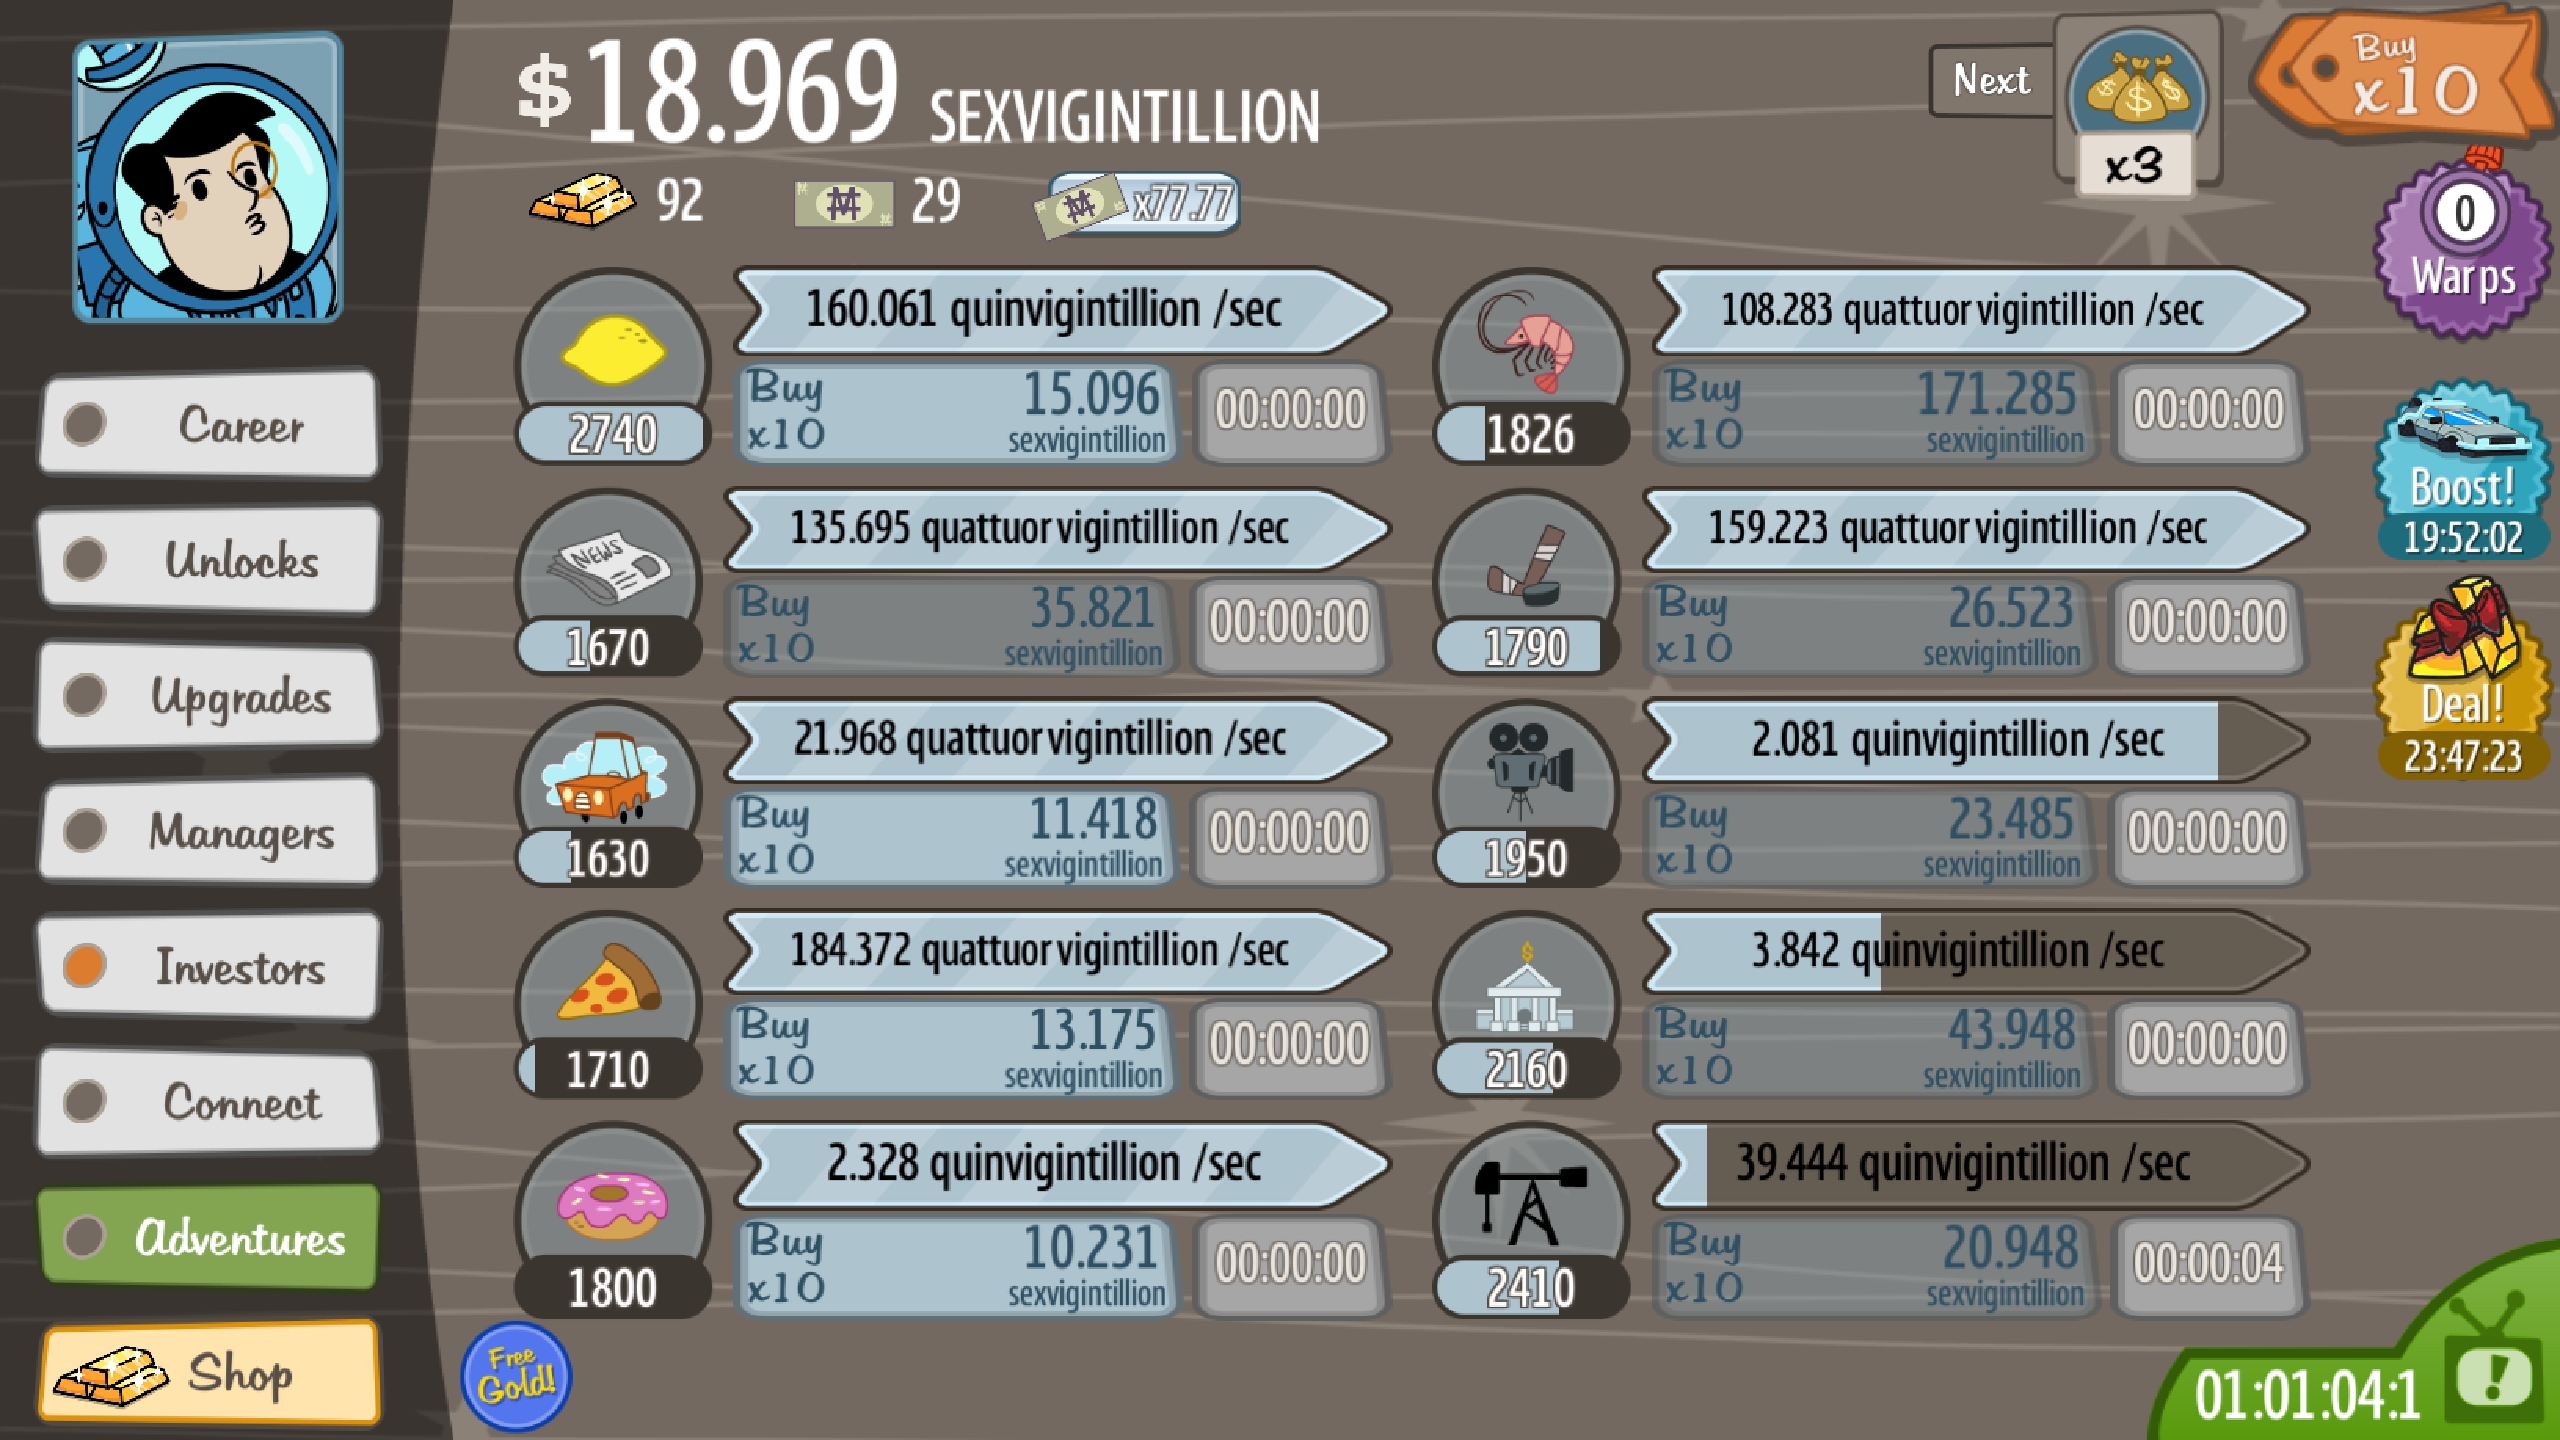 $18.969 SEXVIGINTILLION
92 29 x77.77
Next
x3
Buy
x10
0
Warps
Boost!
19:52:02
Deal!
23:47:23
Career
Unlocks
Upgrades
Managers
Investors
Connect
Adventures
Shop
160.061 quinvigintillion /sec
2740
Buy
x10
15.096
sexvigintillion
00:00:00
NEWS
135.695 quattuorvigintillion /sec
1670
Buy
x10
35.821
sexvigintillion
00:00:00
21.968 quattuorvigintillion /sec
1630
Buy
x10
11.418
sexvigintillion
00:00:00
184.372 quattuorvigintillion /sec
1710
Buy
x10
13.175
sexvigintillion
00:00:00
2.328 quinvigintillion /sec
1800
Buy
x10
10.231
sexvigintillion
00:00:00
108.283 quattuorvigintillion /sec
1826
Buy
x10
171.285
sexvigintillion
00:00:00
159.223 quattuorvigintillion /sec
1790
Buy
x10
26.523
sexvigintillion
00:00:00
2.081 quinvigintillion /sec
1950
Buy
x10
23.485
sexvigintillion
00:00:00
3.842 quinvigintillion /sec
2160
Buy
x10
43.948
sexvigintillion
00:00:00
39.444 quinvigintillion /sec
2410
Buy
x10
20.948
sexvigintillion
00:00:04
Free
Gold!
01:01:04:1